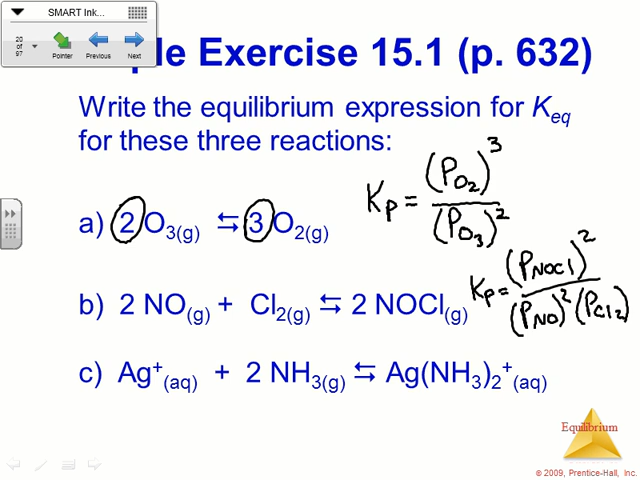 SMART Ink...
20
of
97
Pointer
Previous
Next
ple Exercise 15.1 (p. 632)
Write the equilibrium expression for Keq
for these three reactions:
a) 2 O3(g) ⇆ 3 O2(g)
Kp = (PO2)^3 / (PO3)^2
b) 2 NO(g) + Cl2(g) ⇆ 2 NOCl(g)
Kp = (PNOCl)^2 / (PNO)^2 (PCl2)
c) Ag+(aq) + 2 NH3(g) ⇆ Ag(NH3)2+(aq)
Equilibrium
© 2009, Prentice-Hall, Inc.